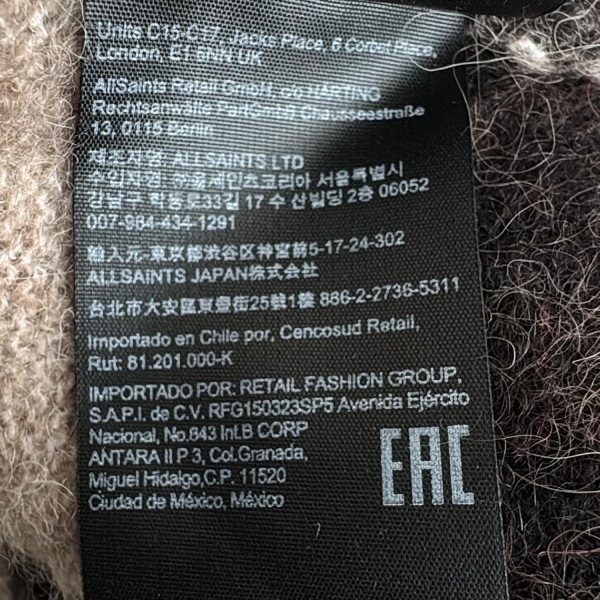 Units C15-C17, Jacks Place, 6 Corbet Place,
London, E1 6NN UK
AllSaints Retail GmbH, c/o HARTING
Rechtsanwälte PartGmbB Chausseestraße
13, 0115 Berlin
제조자명: ALLSAINTS LTD
수입자명: ㈜올세인츠코리아 서울특별시
강남구 학동로33길 17 수 산빌딩 2층 06052
007-984-434-1291
輸入元:東京都渋谷区神宮前5-17-24-302
ALLSAINTS JAPAN株式会社
台北市大安區東豊街25號1樓 886-2-2736-5311
Importado en Chile por, Cencosud Retail,
Rut: 81.201.000-K
IMPORTADO POR: RETAIL FASHION GROUP,
S.A.P.I. de C.V. RFG150323SP5 Avenida Ejército
Nacional, No.843 Int.B CORP
ANTARA II P 3, Col.Granada,
Miguel Hidalgo,C.P. 11520
Ciudad de México, México
EAC